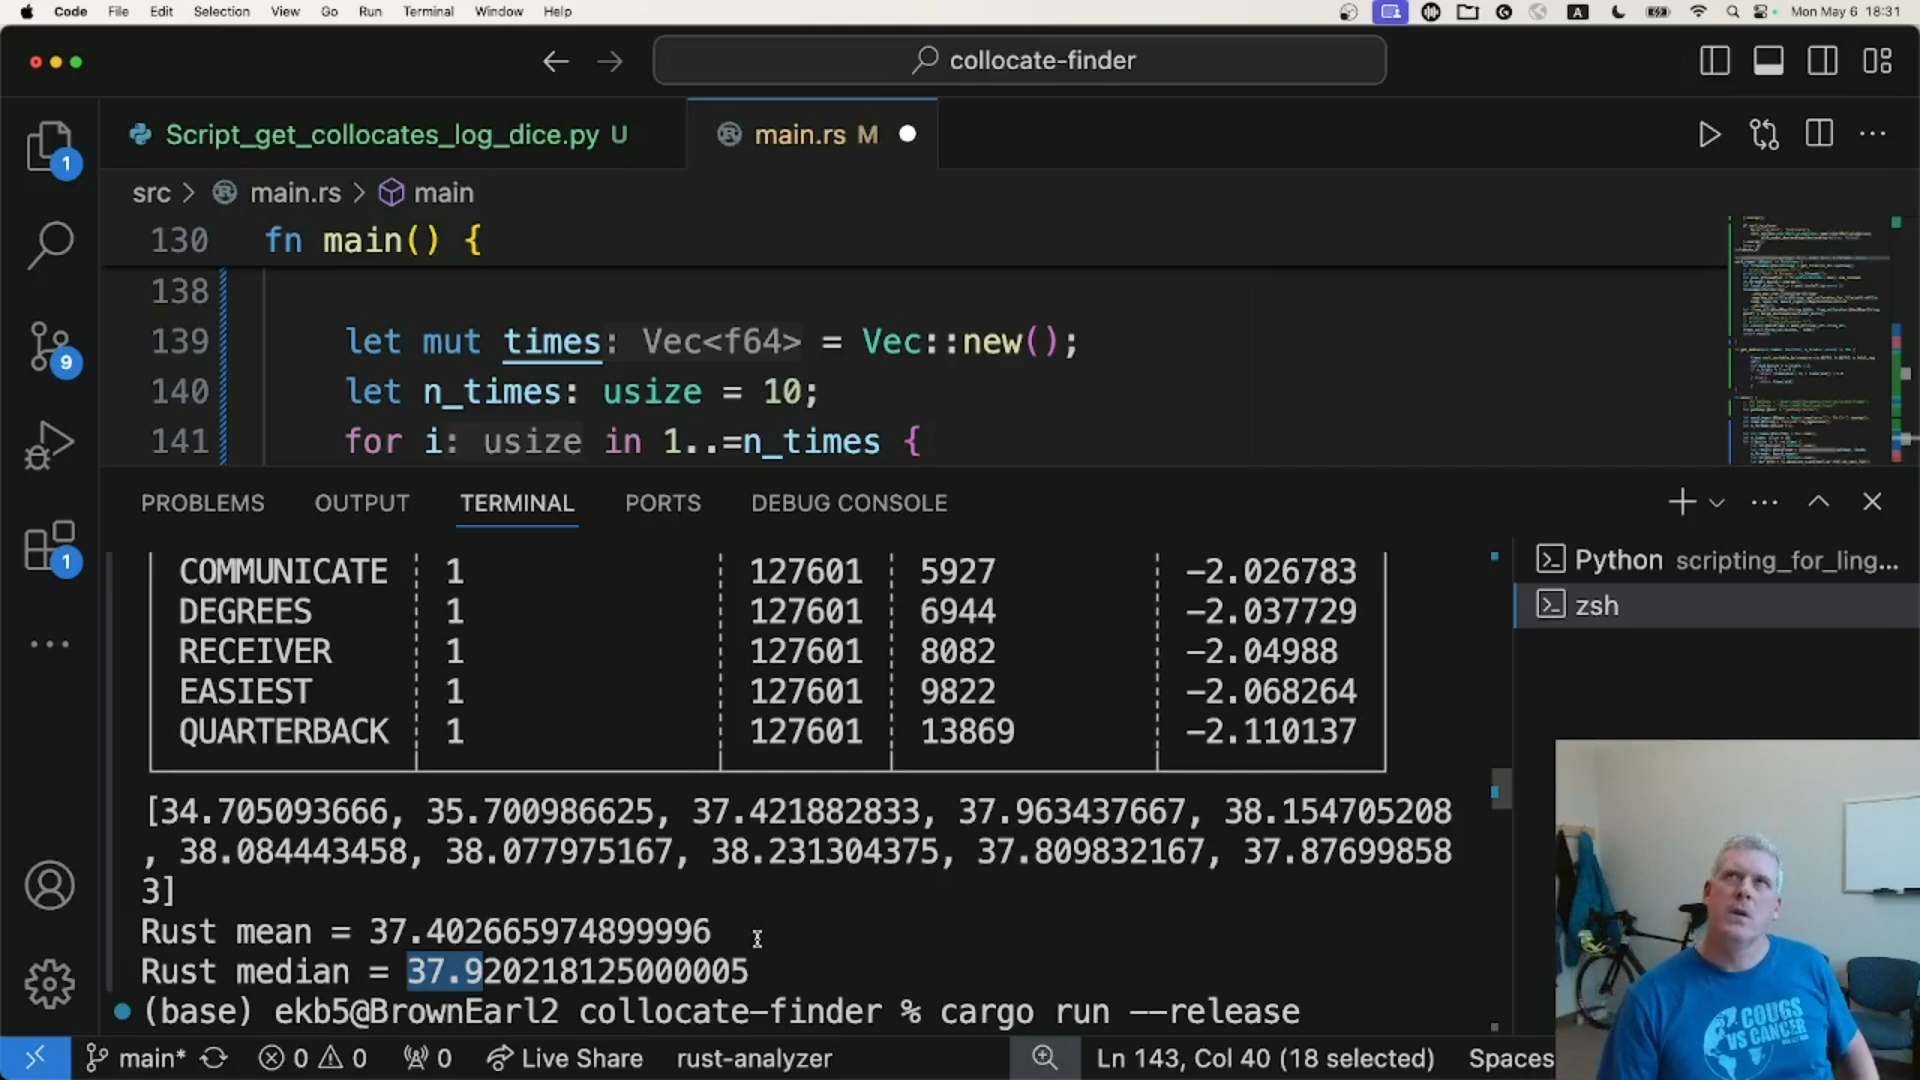 Code File Edit Selection View Go Run Terminal Window Help
A
Mon May 6 18:31
collocate-finder
Script_get_collocates_log_dice.py U
main.rs M
src > main.rs > main
130 fn main() {
138
139 let mut times: Vec<f64> = Vec::new();
140 let n_times: usize = 10;
141 for i: usize in 1..=n_times {
1
9
1
PROBLEMS OUTPUT TERMINAL PORTS DEBUG CONSOLE
COMMUNICATE 1 127601 5927 −2.026783
DEGREES 1 127601 6944 −2.037729
RECEIVER 1 127601 8082 −2.04988
EASIEST 1 127601 9822 −2.068264
QUARTERBACK 1 127601 13869 −2.110137
[34.705093666, 35.700986625, 37.421882833, 37.963437667, 38.154705208
, 38.084443458, 38.077975167, 38.231304375, 37.809832167, 37.87699858
3]
Rust mean = 37.402665974899996
Rust median = 37.920218125000005
(base) ekb5@BrownEarl2 collocate-finder % cargo run --release
Python scripting_for_ling...
zsh
COUGS
VS CANCER
main* 0 0 0 Live Share rust-analyzer Ln 143, Col 40 (18 selected) Spaces